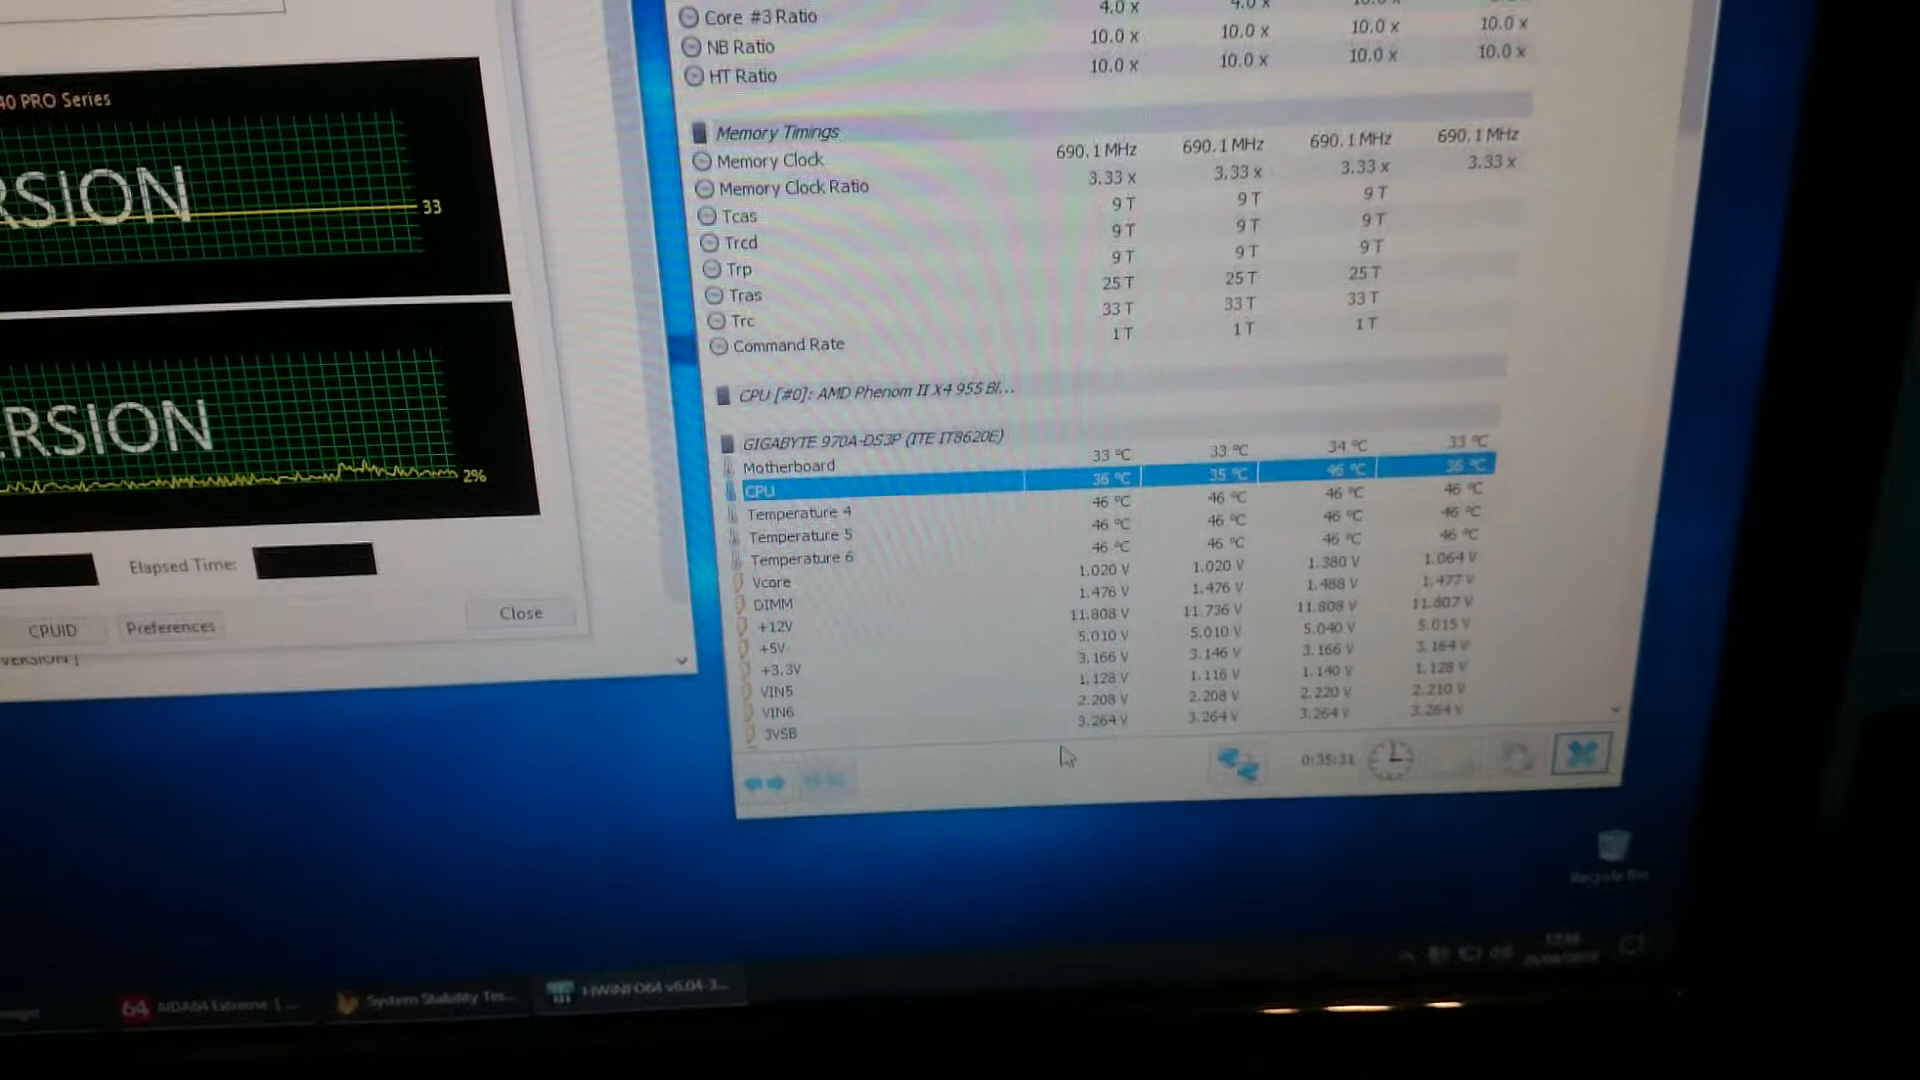 40 PRO Series
RSION
33
RSION
2%
Elapsed Time:
CPUID Preferences Close
Core #3 Ratio 4.0 x 4.0 x
NB Ratio 10.0 x 10.0 x 10.0 x 10.0 x
HT Ratio 10.0 x 10.0 x 10.0 x 10.0 x
Memory Timings
Memory Clock 690.1 MHz 690.1 MHz 690.1 MHz 690.1 MHz
Memory Clock Ratio 3.33 x 3.33 x 3.33 x 3.33 x
Tcas 9 T 9 T 9 T
Trcd 9 T 9 T 9 T
Trp 9 T 9 T 9 T
Tras 25 T 25 T 25 T
Trc 33 T 33 T 33 T
Command Rate 1 T 1 T 1 T
CPU [#0]: AMD Phenom II X4 955 Bl...
GIGABYTE 970A-DS3P (ITE IT8620E)
Motherboard 33 °C 33 °C 34 °C 33 °C
CPU 36 °C 35 °C 46 °C 36 °C
Temperature 4 46 °C 46 °C 46 °C 46 °C
Temperature 5 46 °C 46 °C 46 °C 46 °C
Temperature 6 46 °C 46 °C 46 °C 46 °C
Vcore 1.020 V 1.020 V 1.380 V 1.064 V
DIMM 1.476 V 1.476 V 1.488 V 1.477 V
+12V 11.808 V 11.736 V 11.808 V 11.807 V
+5V 5.010 V 5.010 V 5.040 V 5.015 V
+3.3V 3.166 V 3.146 V 3.166 V 3.164 V
VIN5 1.128 V 1.116 V 1.140 V 1.128 V
VIN6 2.208 V 2.208 V 2.220 V 2.210 V
3VSB 3.264 V 3.264 V 3.264 V 3.264 V
0:35:31
Recycle Bin
64 AIDA64 Extreme | ... System Stability Tes... HWiNFO64 v6.04-3...